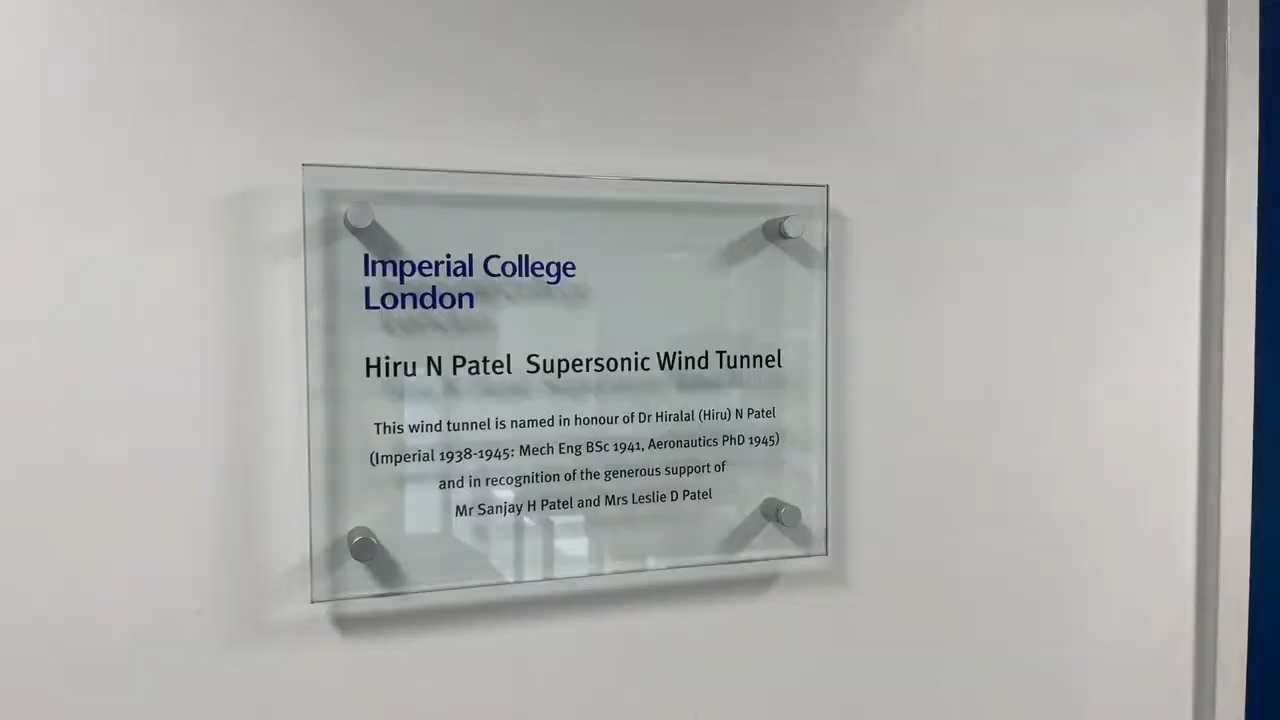 Imperial College
London
Hiru N Patel Supersonic Wind Tunnel
This wind tunnel is named in honour of Dr Hiralal (Hiru) N Patel
(Imperial 1938-1945: Mech Eng BSc 1941, Aeronautics PhD 1945)
and in recognition of the generous support of
Mr Sanjay H Patel and Mrs Leslie D Patel